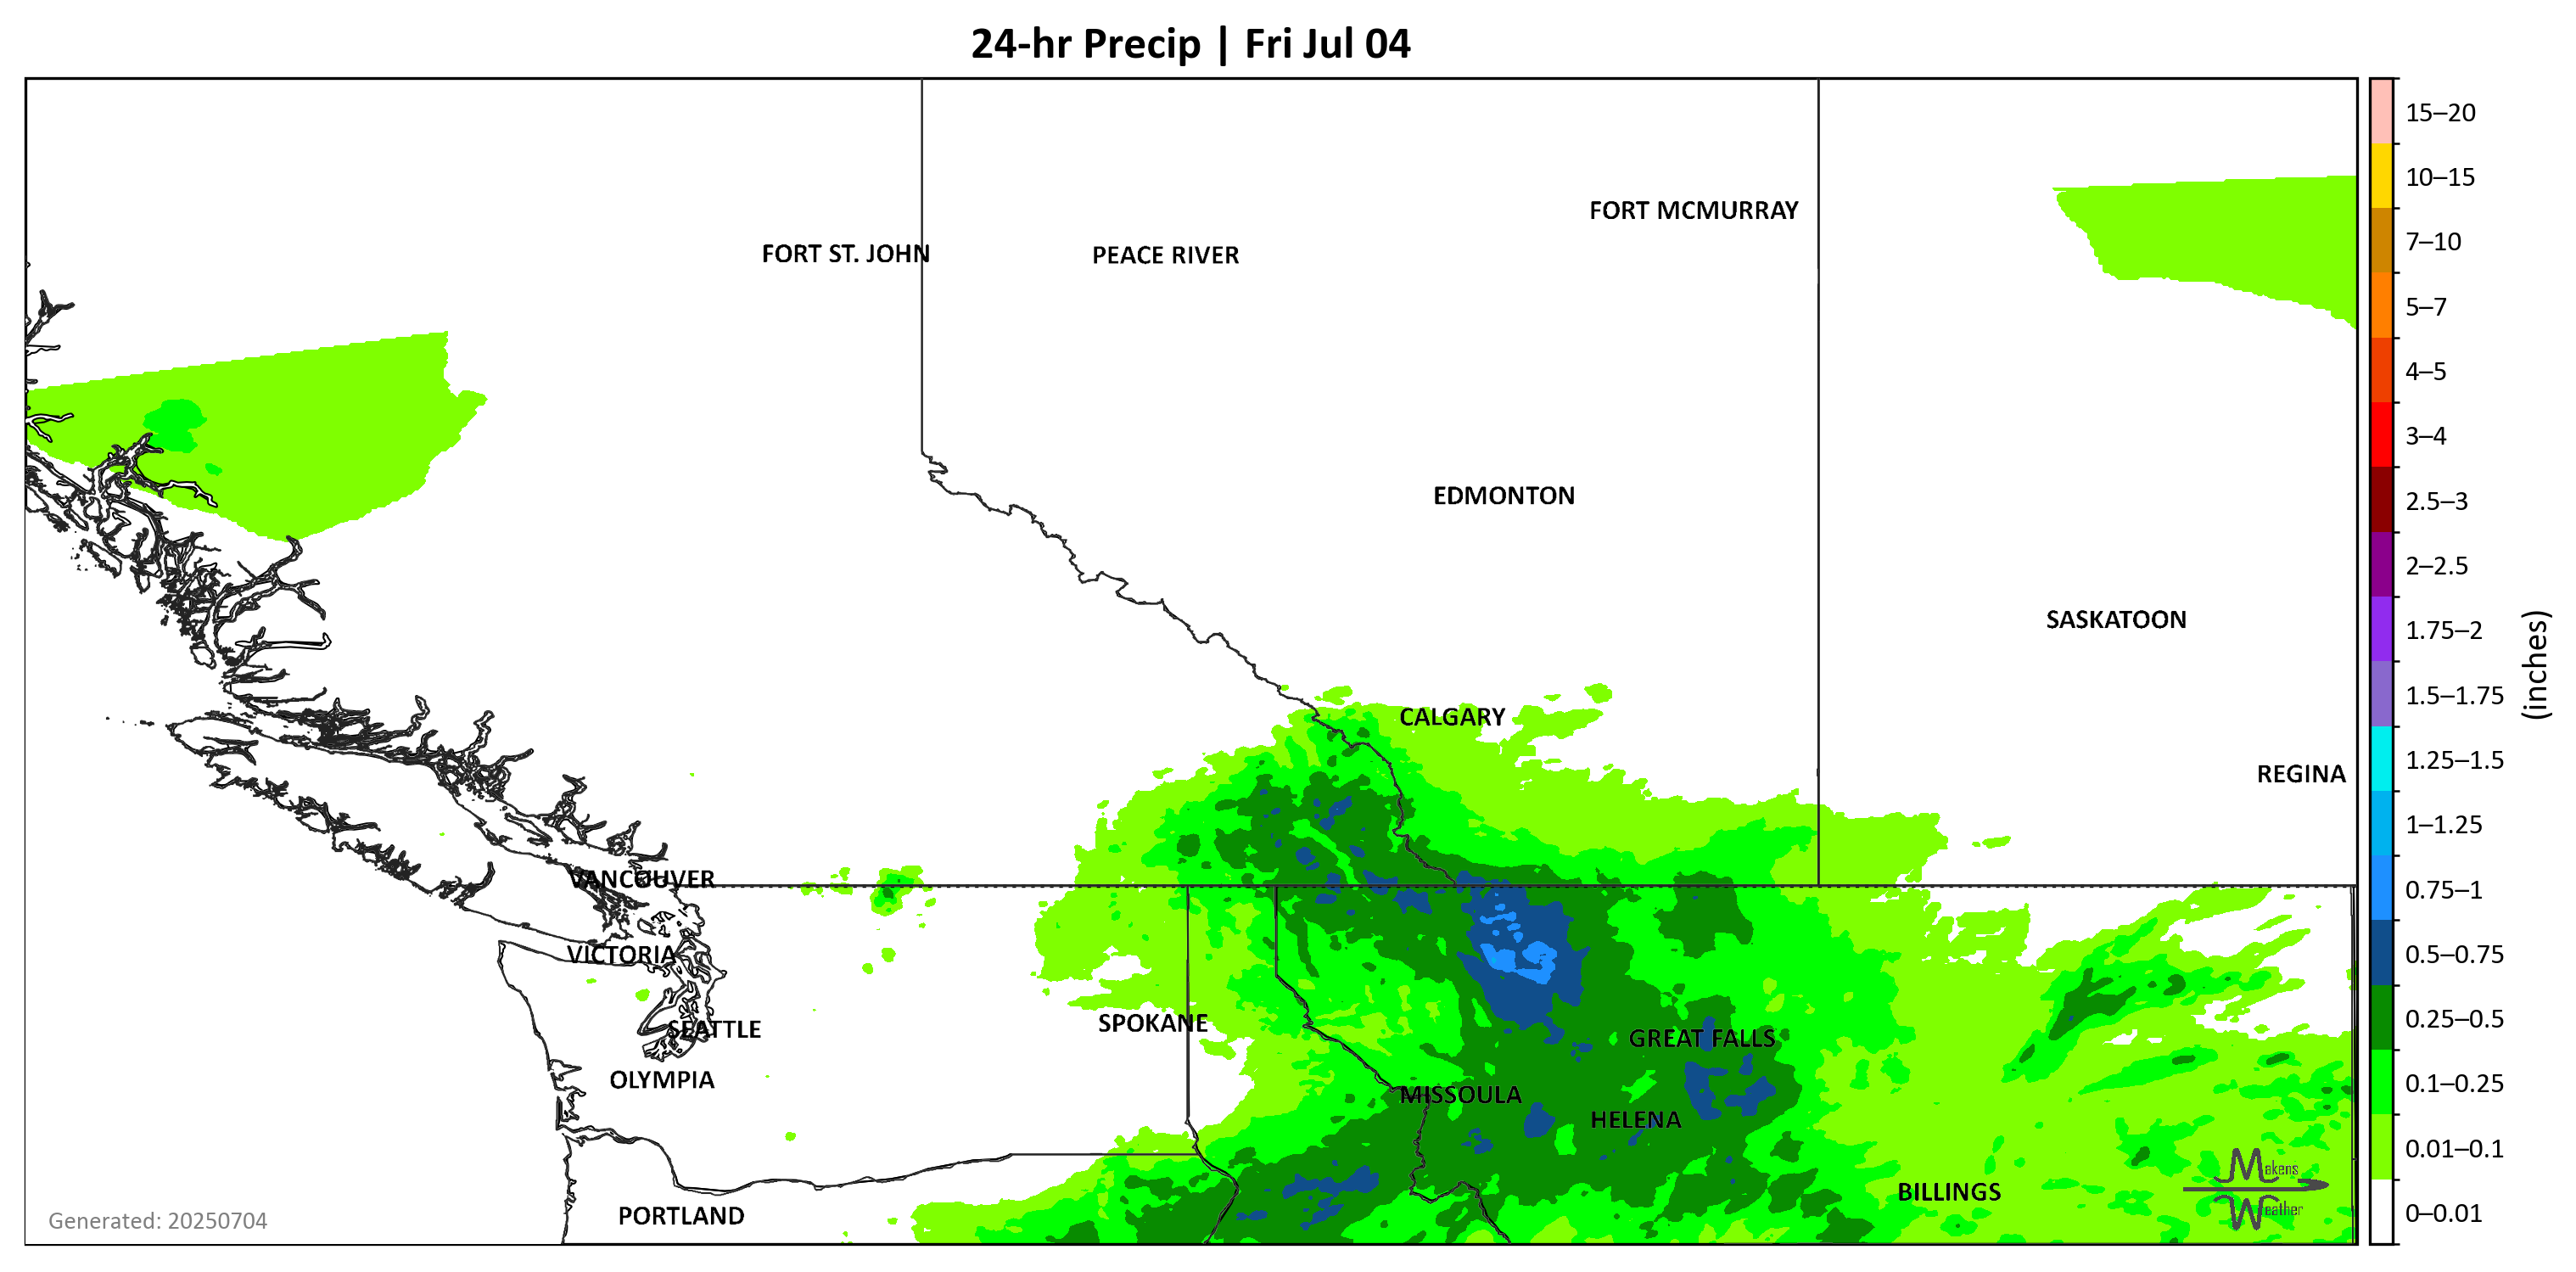 24-hr Precip | Fri Jul 04
15–20
10–15
FORT MCMURRAY
7–10
FORT ST. JOHN
PEACE RIVER
5–7
4–5
3–4
EDMONTON
2.5–3
2–2.5
SASKATOON
1.75–2
(inches)
1.5–1.75
CALGARY
1.25–1.5
REGINA
1–1.25
VANCOUVER
0.75–1
VICTORIA
0.5–0.75
SPOKANE
0.25–0.5
SEATTLE
GREAT FALLS
OLYMPIA
0.1–0.25
MISSOULA
HELENA
0.01–0.1
Makens
Weather
BILLINGS
PORTLAND
0–0.01
Generated: 20250704